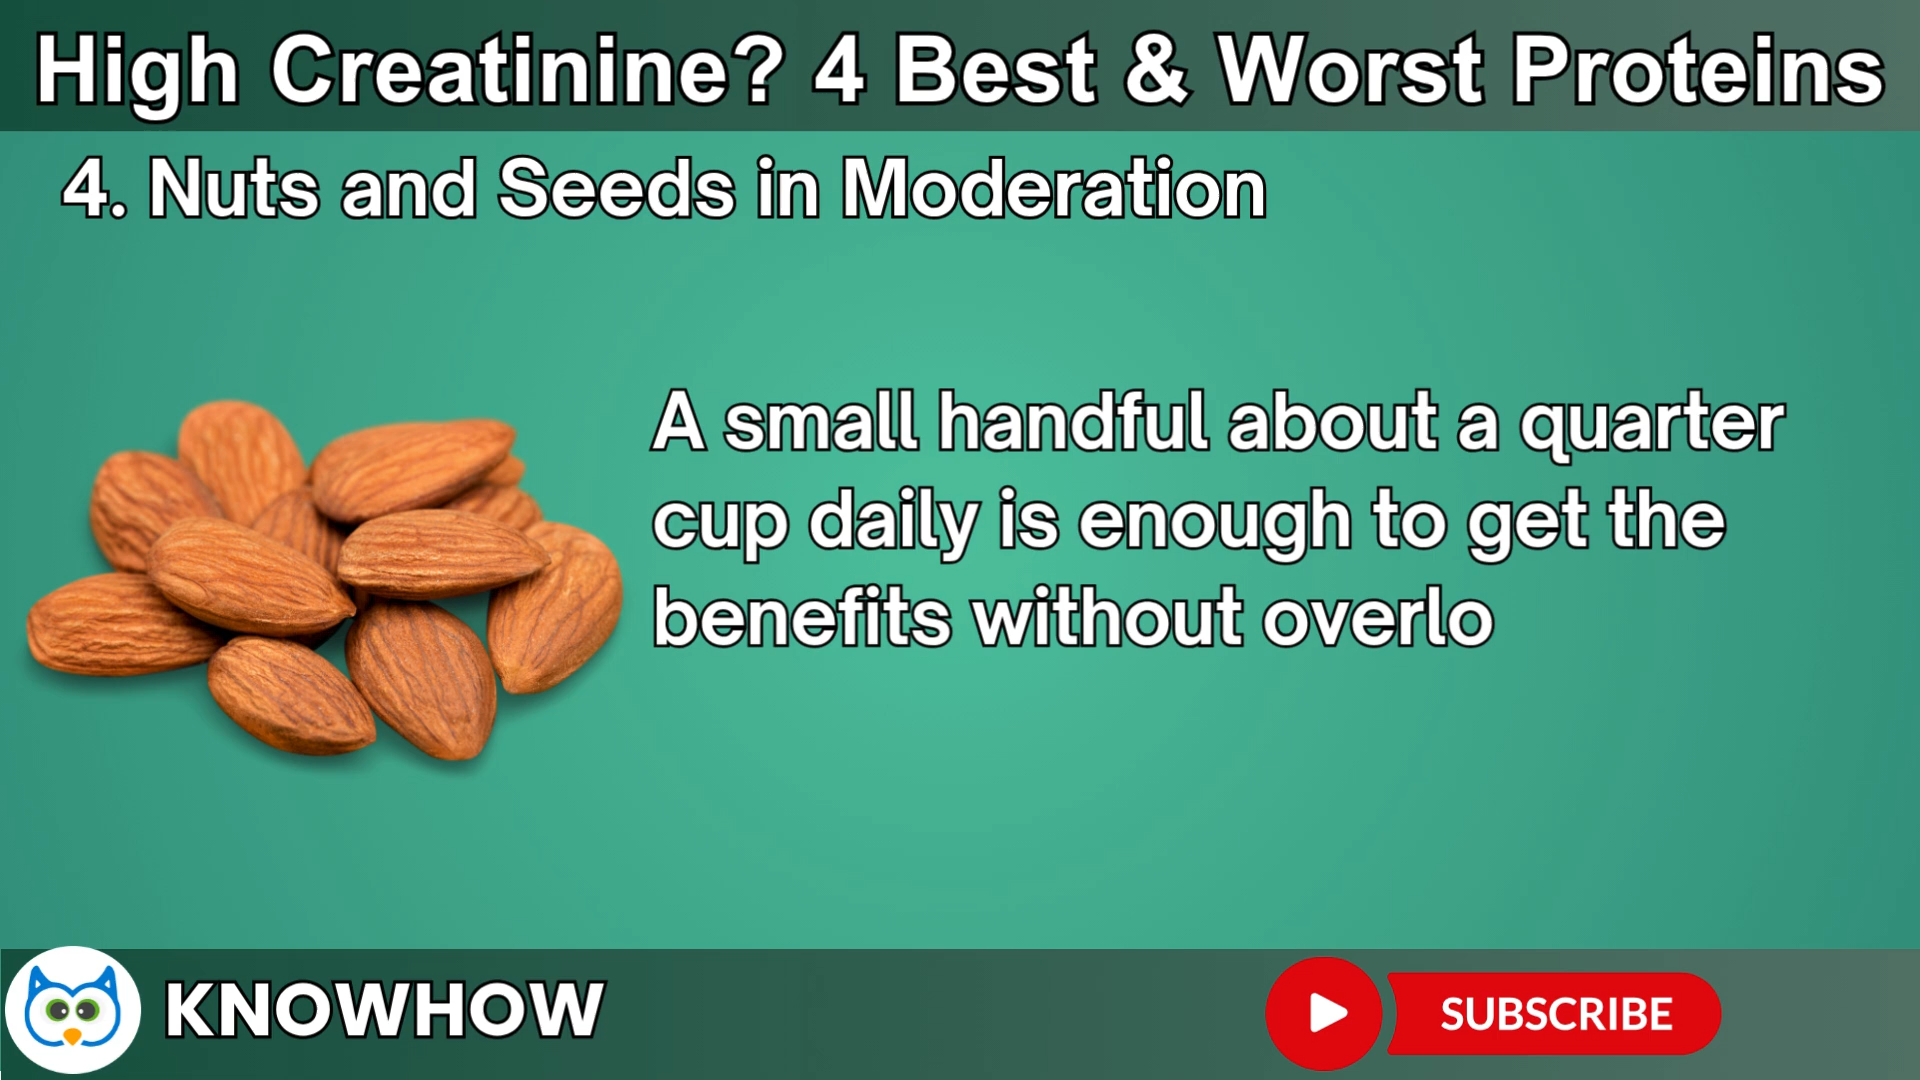 High Creatinine? 4 Best & Worst Proteins
4. Nuts and Seeds in Moderation
A small handful about a quarter
cup daily is enough to get the
benefits without overlo
KNOWHOW
SUBSCRIBE